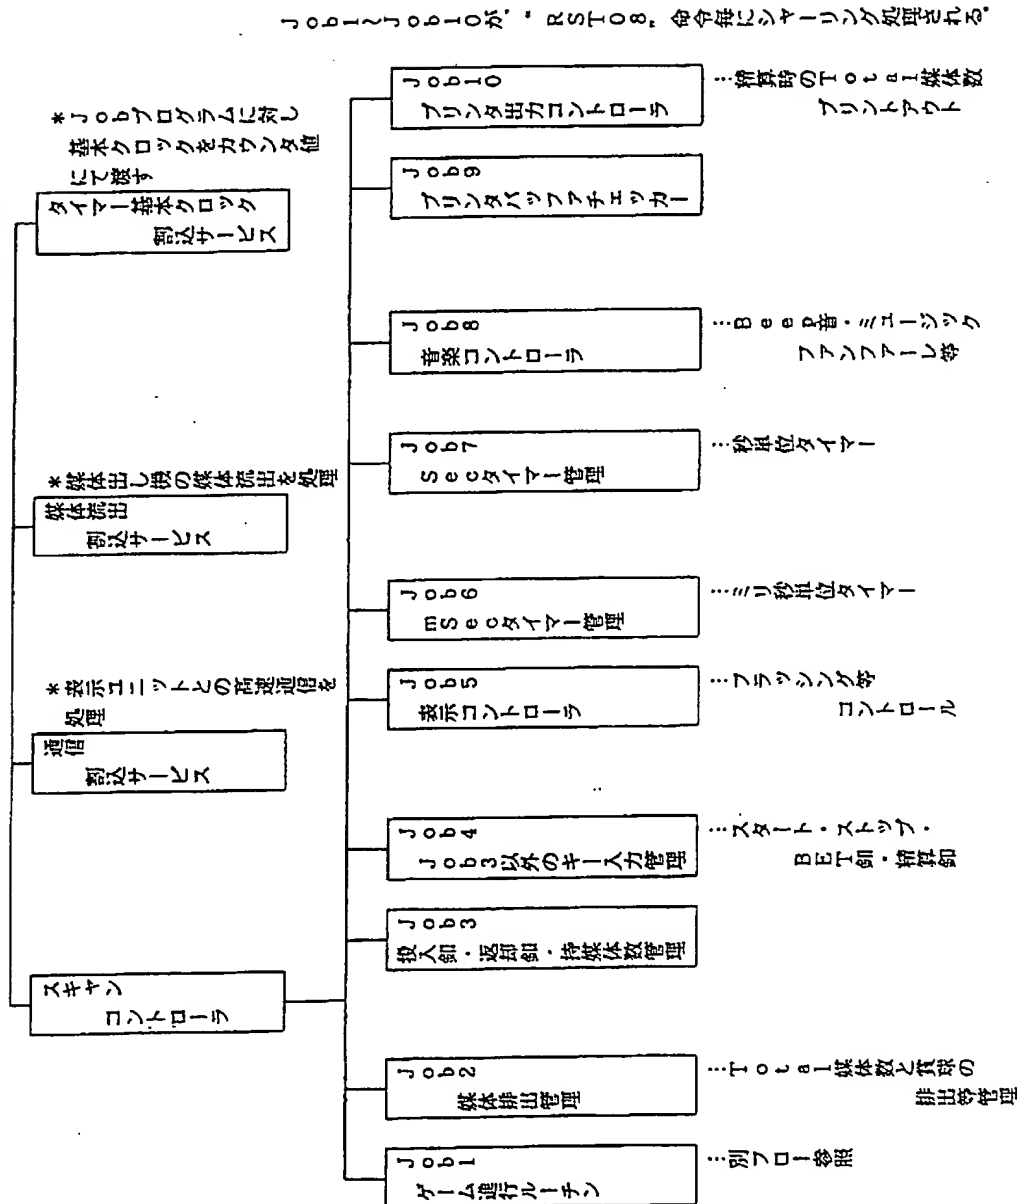 スキャン
コントローラ
*表示ユニットとの高速通信を
処理
通信
割込サービス
*媒体出し機の媒体流出を処理
媒体流出
割込サービス
*Jobプログラムに対し
基本クロックをカウンタ値
にて渡す
タイマー基本クロック
割込サービス
Job1
ゲーム進行ルーチン
…別フロー参照
Job2
媒体排出管理
…Total媒体数と賞球の
排出等管理
Job3
投入釦・返却釦・持媒体数管理
Job4
Job3以外のキー入力管理
…スタート・ストップ・
BET釦・精算釦
Job5
表示コントローラ
…フラッシング等
コントロール
Job6
mSecタイマー管理
…ミリ秒単位タイマー
Job7
Secタイマー管理
…秒単位タイマー
Job8
音楽コントローラ
…Beep音・ミュージック
ファンファーレ等
Job9
プリンタバッファチェッカー
Job10
プリンタ出力コントローラ
…精算時のTotal媒体数
プリントアウト
Job1~Job10が、“RST08”命令毎にシャーリング処理される。